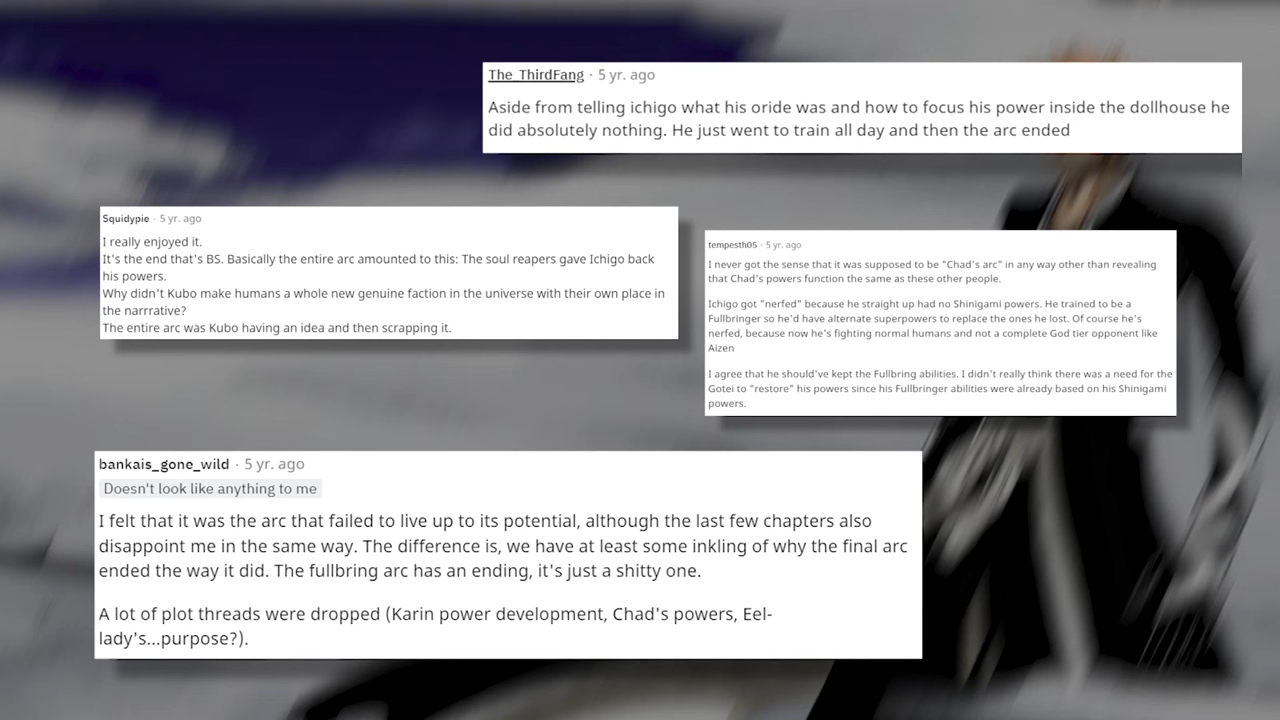 The_ThirdFang · 5 yr. ago
Aside from telling ichigo what his oride was and how to focus his power inside the dollhouse he
did absolutely nothing. He just went to train all day and then the arc ended
Squidypie · 5 yr. ago
I really enjoyed it.
It's the end that's BS. Basically the entire arc amounted to this: The soul reapers gave Ichigo back
his powers.
Why didn't Kubo make humans a whole new genuine faction in the universe with their own place in
the narrrative?
The entire arc was Kubo having an idea and then scrapping it.
tempesth05 · 5 yr. ago
I never got the sense that it was supposed to be "Chad's arc" in any way other than revealing
that Chad's powers function the same as these other people.
Ichigo got "nerfed" because he straight up had no Shinigami powers. He trained to be a
Fullbringer so he'd have alternate superpowers to replace the ones he lost. Of course he's
nerfed, because now he's fighting normal humans and not a complete God tier opponent like
Aizen
I agree that he should've kept the Fullbring abilities. I didn't really think there was a need for the
Gotei to "restore" his powers since his Fullbringer abilities were already based on his Shinigami
powers.
bankais_gone_wild · 5 yr. ago
Doesn't look like anything to me
I felt that it was the arc that failed to live up to its potential, although the last few chapters also
disappoint me in the same way. The difference is, we have at least some inkling of why the final arc
ended the way it did. The fullbring arc has an ending, it's just a shitty one.
A lot of plot threads were dropped (Karin power development, Chad's powers, Eel-
lady's...purpose?).